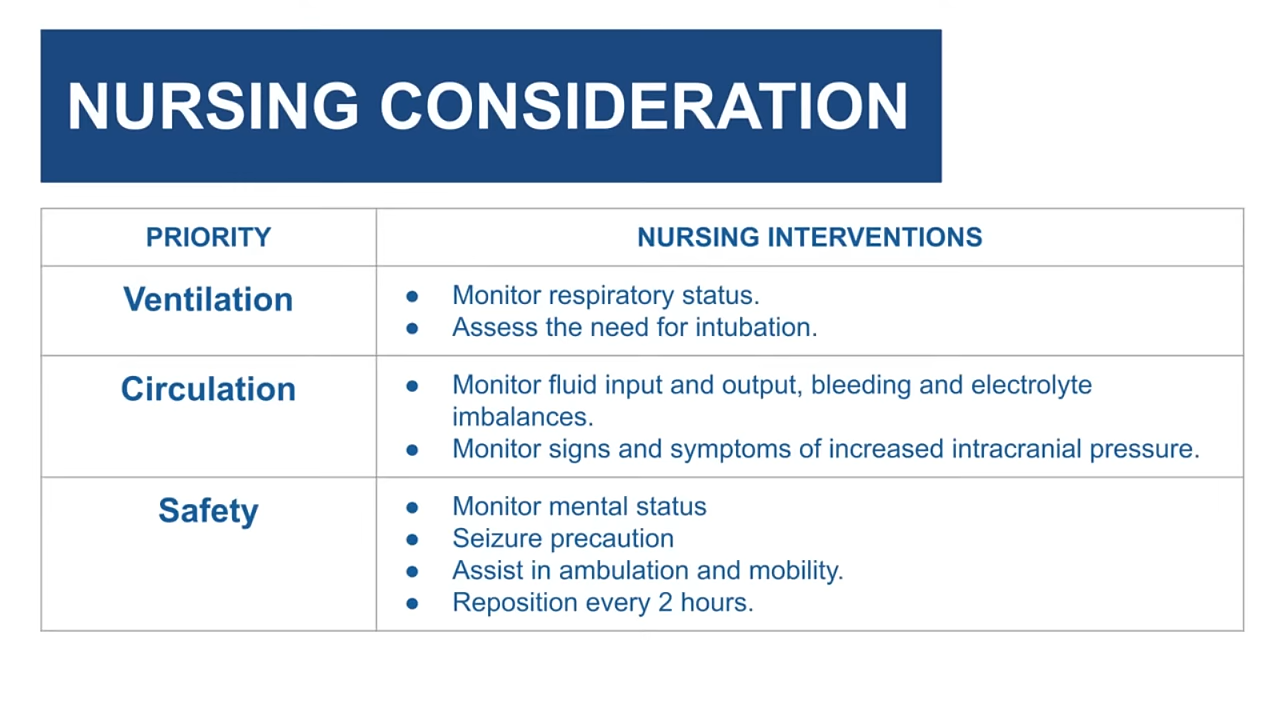 NURSING CONSIDERATION
PRIORITY
NURSING INTERVENTIONS
Ventilation
● Monitor respiratory status.
● Assess the need for intubation.
Circulation
● Monitor fluid input and output, bleeding and electrolyte
imbalances.
● Monitor signs and symptoms of increased intracranial pressure.
Safety
● Monitor mental status
● Seizure precaution
● Assist in ambulation and mobility.
● Reposition every 2 hours.